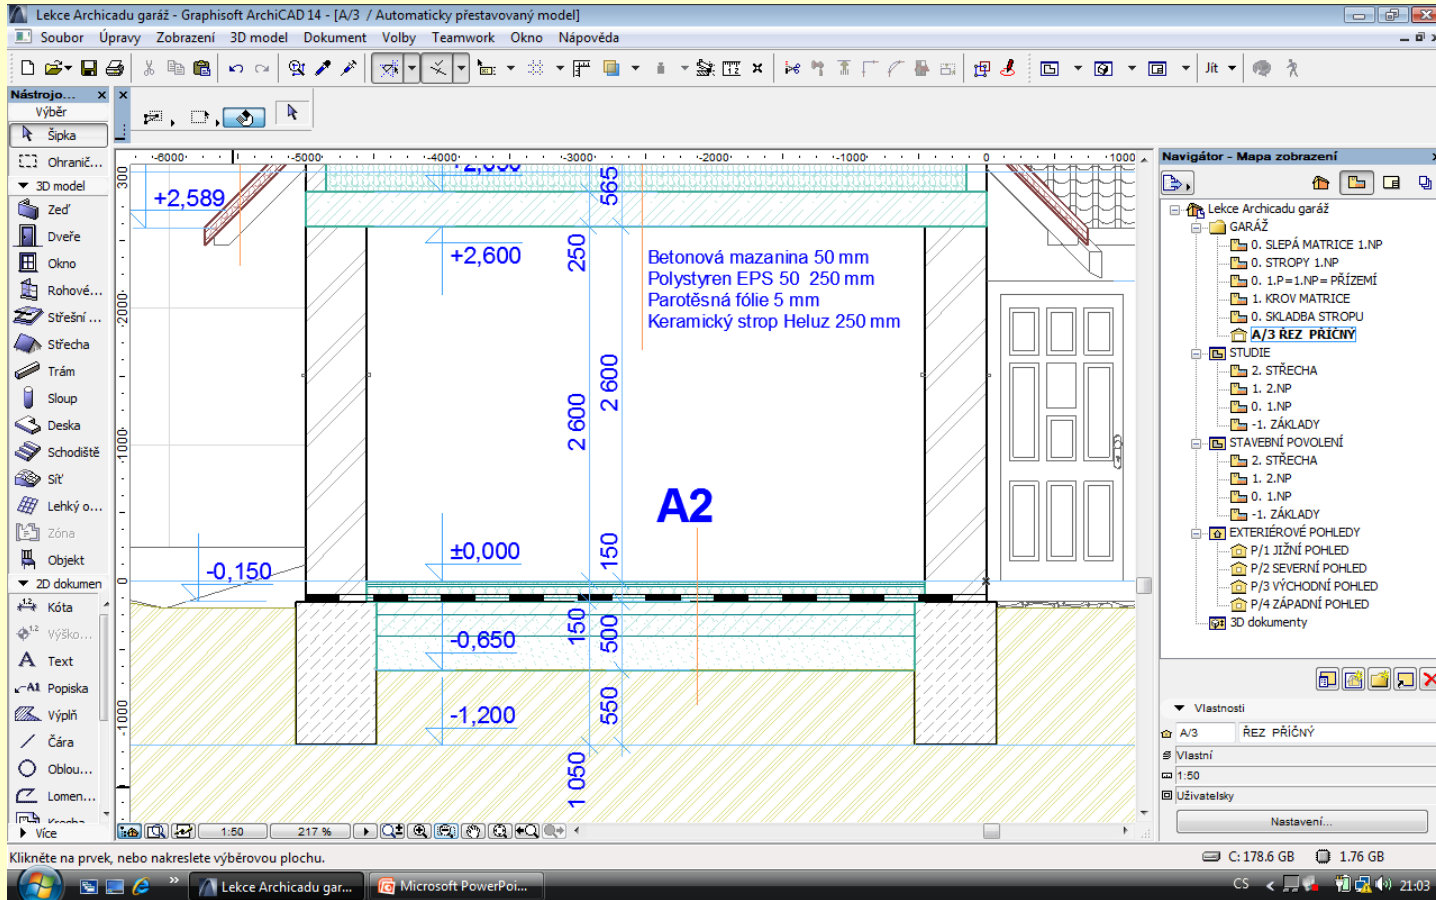 Lekce Archicadu garáž - Graphisoft ArchiCAD 14 - [A/3 / Automaticky přestavovaný model]
Soubor Úpravy Zobrazení 3D model Dokument Volby Teamwork Okno Nápověda
Jít
Nástrojo...
Výběr
Šipka
Ohranič...
3D model
Zeď
Dveře
Okno
Rohové...
Střešní ...
Střecha
Trám
Sloup
Deska
Schodiště
Síť
Lehký o...
Zóna
Objekt
2D dokumen
Kóta
Výško...
Text
Popiska
Výplň
Čára
Oblou...
Lomen...
Více
-6000 -5000 -4000 -3000 -2000 -1000 0 1000
300
-2000
-1000
0
-1000
+2,589
565
+2,600
250
Betonová mazanina 50 mm
Polystyren EPS 50 250 mm
Parotěsná fólie 5 mm
Keramický strop Heluz 250 mm
2 600
2 600
A2
±0,000
150
-0,150
150
500
-0,650
-1,200
550
1 050
1:50
217 %
Navigátor - Mapa zobrazení
Lekce Archicadu garáž
GARÁŽ
0. SLEPÁ MATRICE 1.NP
0. STROPY 1.NP
0. 1.P=1.NP= PŘÍZEMÍ
1. KROV MATRICE
0. SKLADBA STROPU
A/3 ŘEZ PŘÍČNÝ
STUDIE
2. STŘECHA
1. 2.NP
0. 1.NP
-1. ZÁKLADY
STAVEBNÍ POVOLENÍ
2. STŘECHA
1. 2.NP
0. 1.NP
-1. ZÁKLADY
EXTERIÉROVÉ POHLEDY
P/1 JIŽNÍ POHLED
P/2 SEVERNÍ POHLED
P/3 VÝCHODNÍ POHLED
P/4 ZÁPADNÍ POHLED
3D dokumenty
Vlastnosti
A/3 ŘEZ PŘÍČNÝ
Vlastní
1:50
Uživatelsky
Nastavení...
Klikněte na prvek, nebo nakreslete výběrovou plochu.
C: 178.6 GB 1.76 GB
Lekce Archicadu gar...
Microsoft PowerPoi...
CS
21:03